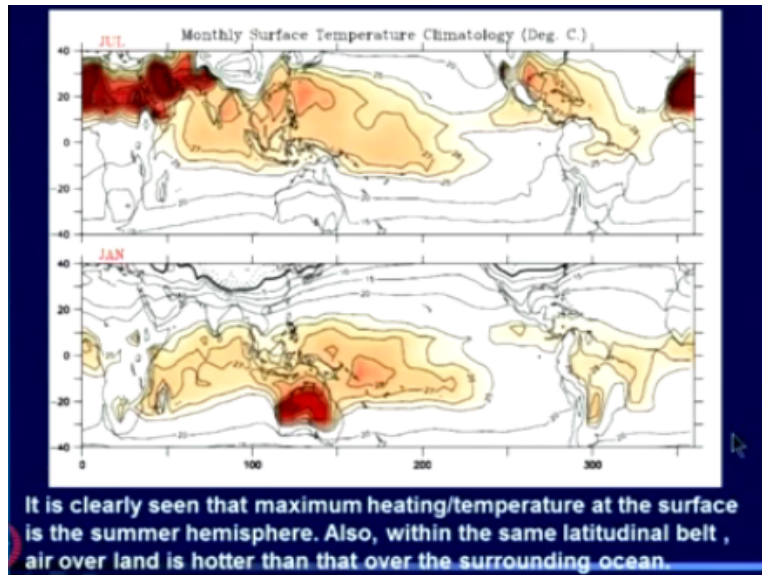 Monthly Surface Temperature Climatology (Deg. C.)
JUL
40
20
0
-20
-40
JAN
40
20
0
-20
-40
0 100 200 300
It is clearly seen that maximum heating/temperature at the surface
is the summer hemisphere. Also, within the same latitudinal belt ,
air over land is hotter than that over the surrounding ocean.